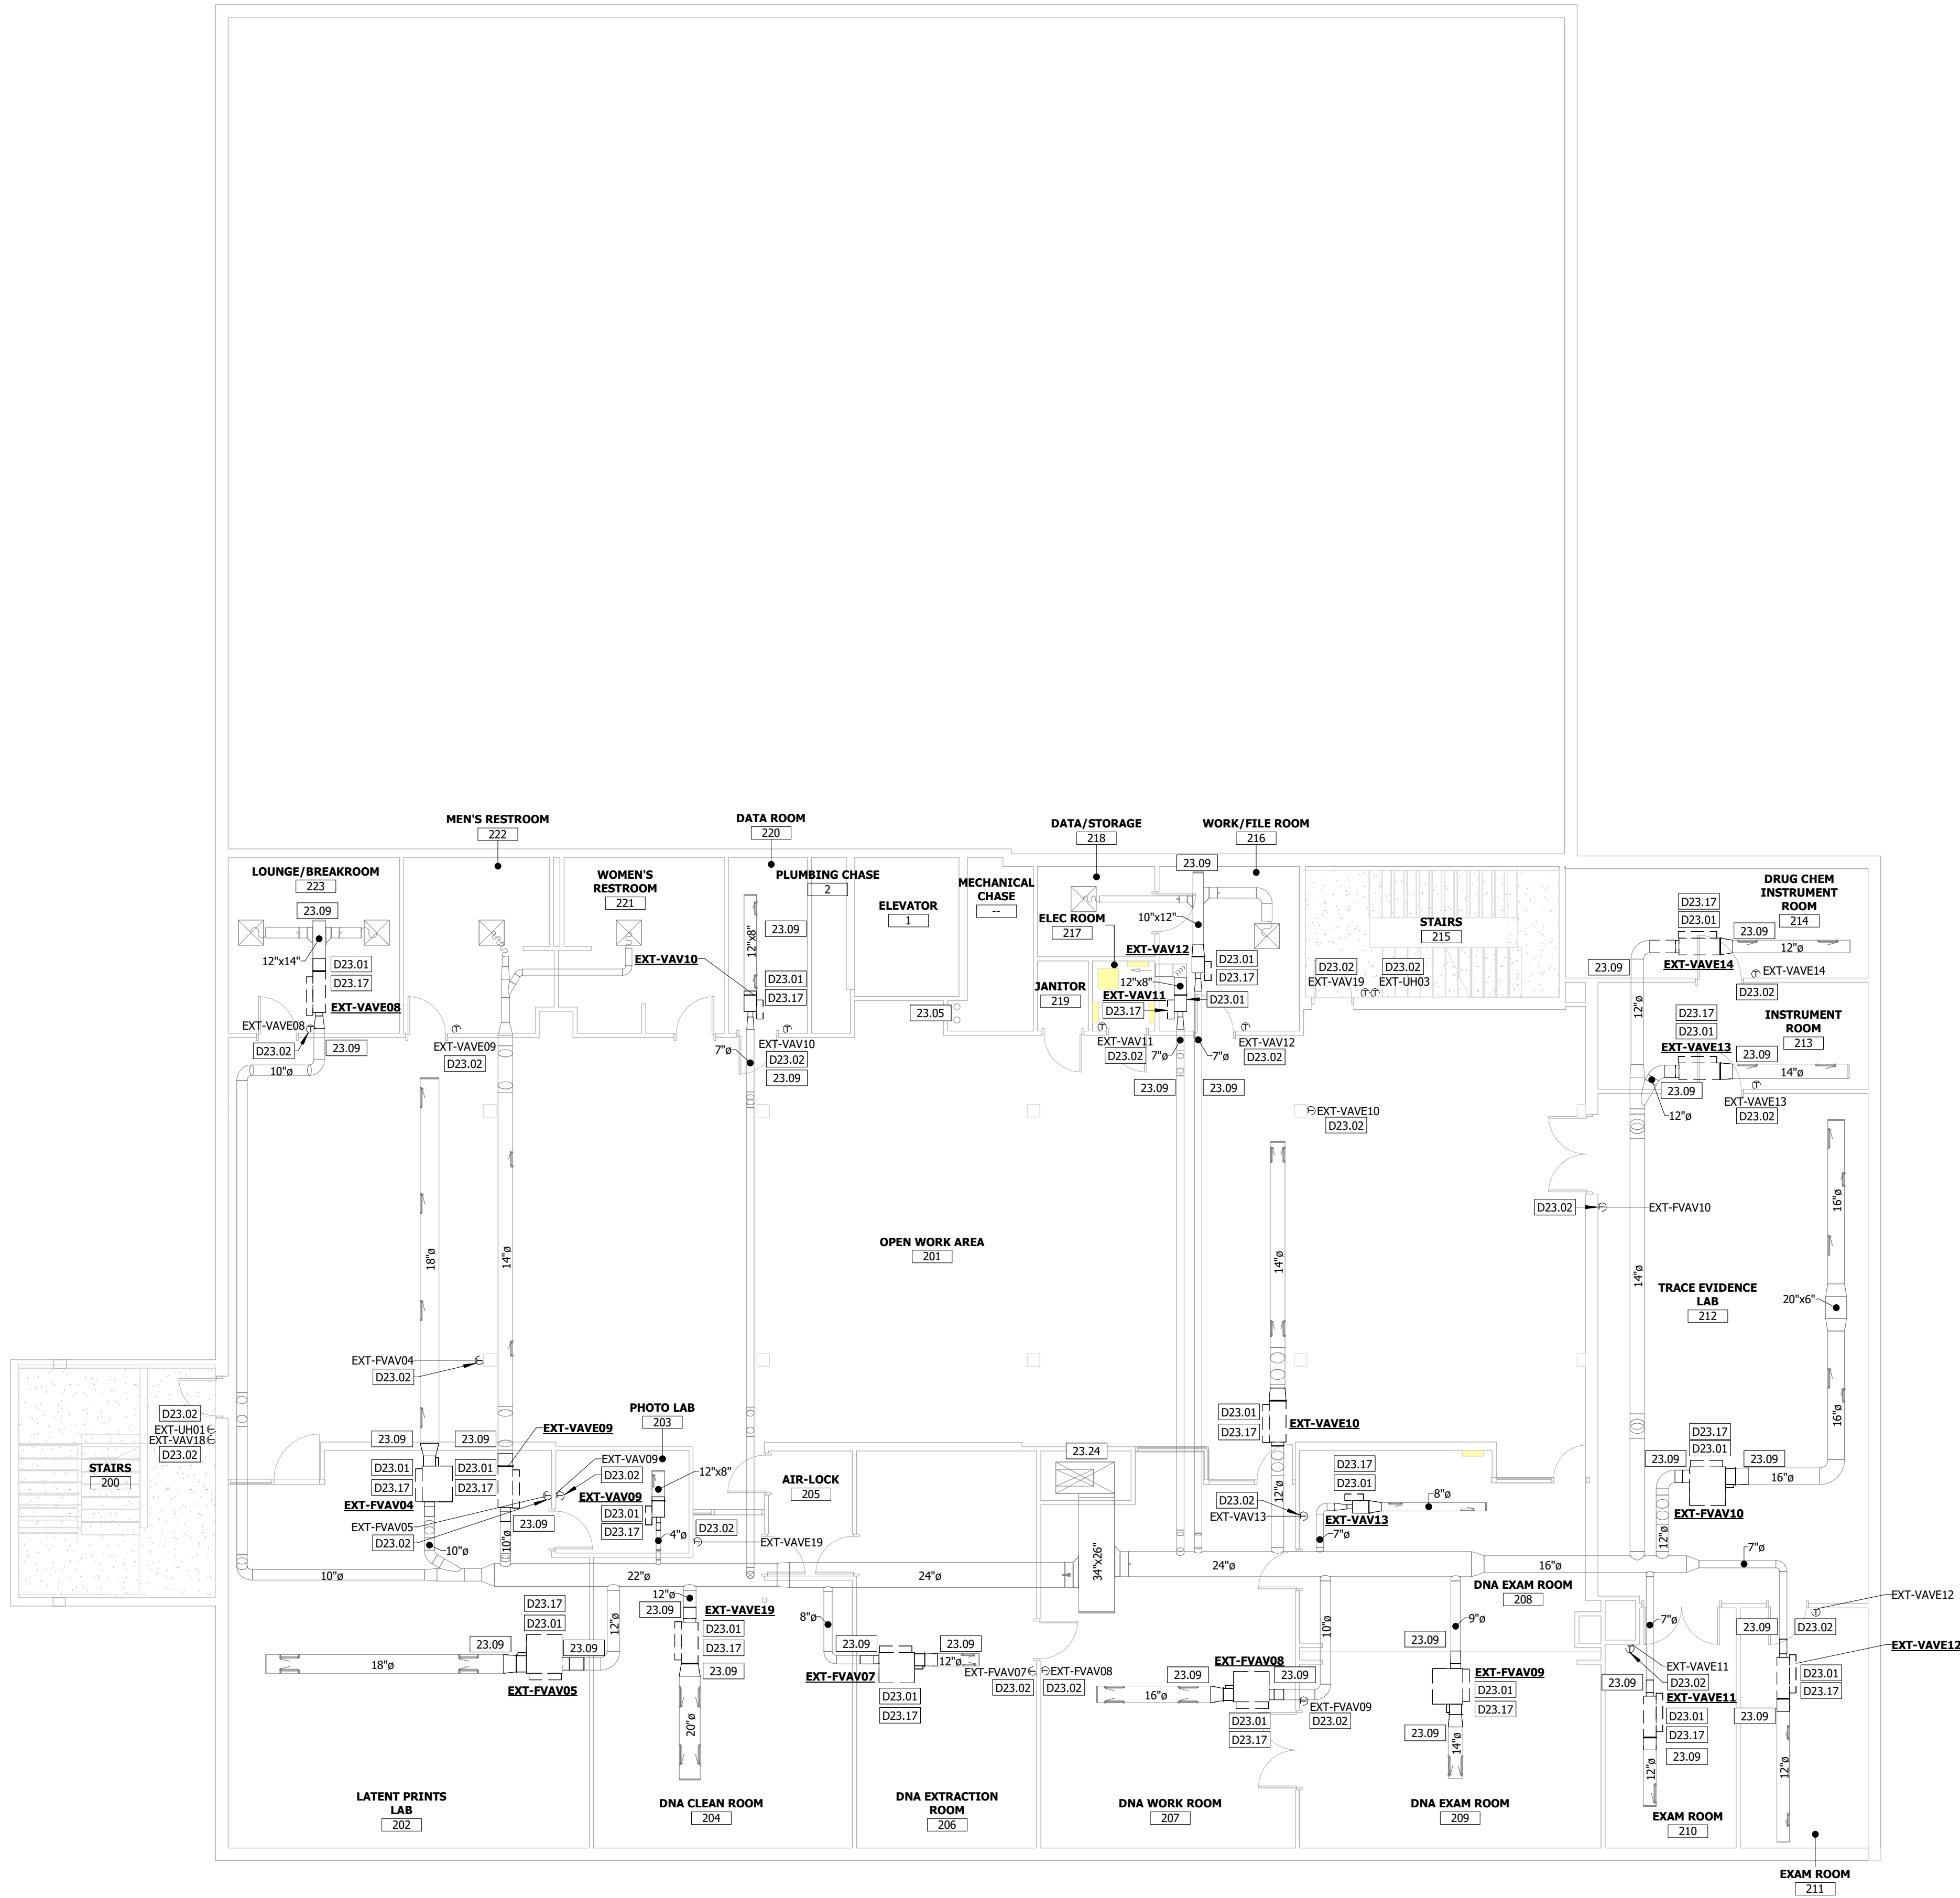 MEN'S RESTROOM
222
DATA ROOM
220
DATA/STORAGE
218
WORK/FILE ROOM
216
LOUNGE/BREAKROOM
223
WOMEN'S
RESTROOM
221
PLUMBING CHASE
2
ELEVATOR
1
MECHANICAL
CHASE
--
ELEC ROOM
217
JANITOR
219
STAIRS
215
DRUG CHEM
INSTRUMENT
ROOM
214
INSTRUMENT
ROOM
213
23.09
12"x14"
D23.01
D23.17
EXT-VAVE08
EXT-VAVE08
D23.02
23.09
10"ø
EXT-VAVE09
D23.02
EXT-VAV10
12"x8"
23.09
D23.01
D23.17
7"ø
EXT-VAV10
D23.02
23.09
23.05
23.09
10"x12"
EXT-VAV12
D23.01
D23.17
12"x8"
EXT-VAV11
D23.17
D23.01
EXT-VAV11
D23.02
7"ø
7"ø
EXT-VAV12
D23.02
23.09
23.09
D23.02
EXT-VAV19
D23.02
EXT-UH03
D23.17
D23.01
23.09
12"ø
EXT-VAVE14
23.09
EXT-VAVE14
D23.02
12"ø
D23.17
D23.01
EXT-VAVE13
23.09
14"ø
23.09
12"ø
EXT-VAVE13
D23.02
EXT-VAVE10
D23.02
D23.02
EXT-FVAV10
18"ø
14"ø
OPEN WORK AREA
201
14"ø
14"ø
16"ø
TRACE EVIDENCE
LAB
212
20"x6"
16"ø
EXT-FVAV04
D23.02
D23.02
EXT-UH01
EXT-VAV18
D23.02
STAIRS
200
23.09
23.09
D23.01
D23.17
EXT-FVAV04
D23.01
D23.17
EXT-VAVE09
EXT-FVAV05
D23.02
23.09
10"ø
10"ø
PHOTO LAB
203
EXT-VAV09
D23.02
12"x8"
EXT-VAV09
D23.01
D23.17
4"ø
D23.02
EXT-VAVE19
AIR-LOCK
205
23.24
34"x26"
D23.01
D23.17
EXT-VAVE10
12"ø
D23.02
EXT-VAV13
D23.17
D23.01
EXT-VAV13
8"ø
7"ø
D23.17
D23.01
23.09
23.09
16"ø
EXT-FVAV10
12"ø
10"ø
22"ø
24"ø
24"ø
16"ø
7"ø
D23.17
D23.01
23.09
23.09
12"ø
18"ø
EXT-FVAV05
12"ø
23.09
EXT-VAVE19
D23.01
D23.17
23.09
20"ø
8"ø
23.09
23.09
EXT-FVAV07
12"ø
D23.01
D23.17
EXT-FVAV07
D23.02
EXT-FVAV08
D23.02
EXT-FVAV08
23.09
23.09
16"ø
10"ø
D23.01
D23.17
EXT-FVAV09
D23.02
DNA EXAM ROOM
208
9"ø
23.09
EXT-FVAV09
D23.01
D23.17
23.09
14"ø
7"ø
EXT-VAVE11
D23.02
23.09
EXT-VAVE11
D23.01
D23.17
23.09
12"ø
23.09
D23.02
EXT-VAVE12
EXT-VAVE12
D23.01
D23.17
23.09
12"ø
LATENT PRINTS
LAB
202
DNA CLEAN ROOM
204
DNA EXTRACTION
ROOM
206
DNA WORK ROOM
207
DNA EXAM ROOM
209
EXAM ROOM
210
EXAM ROOM
211